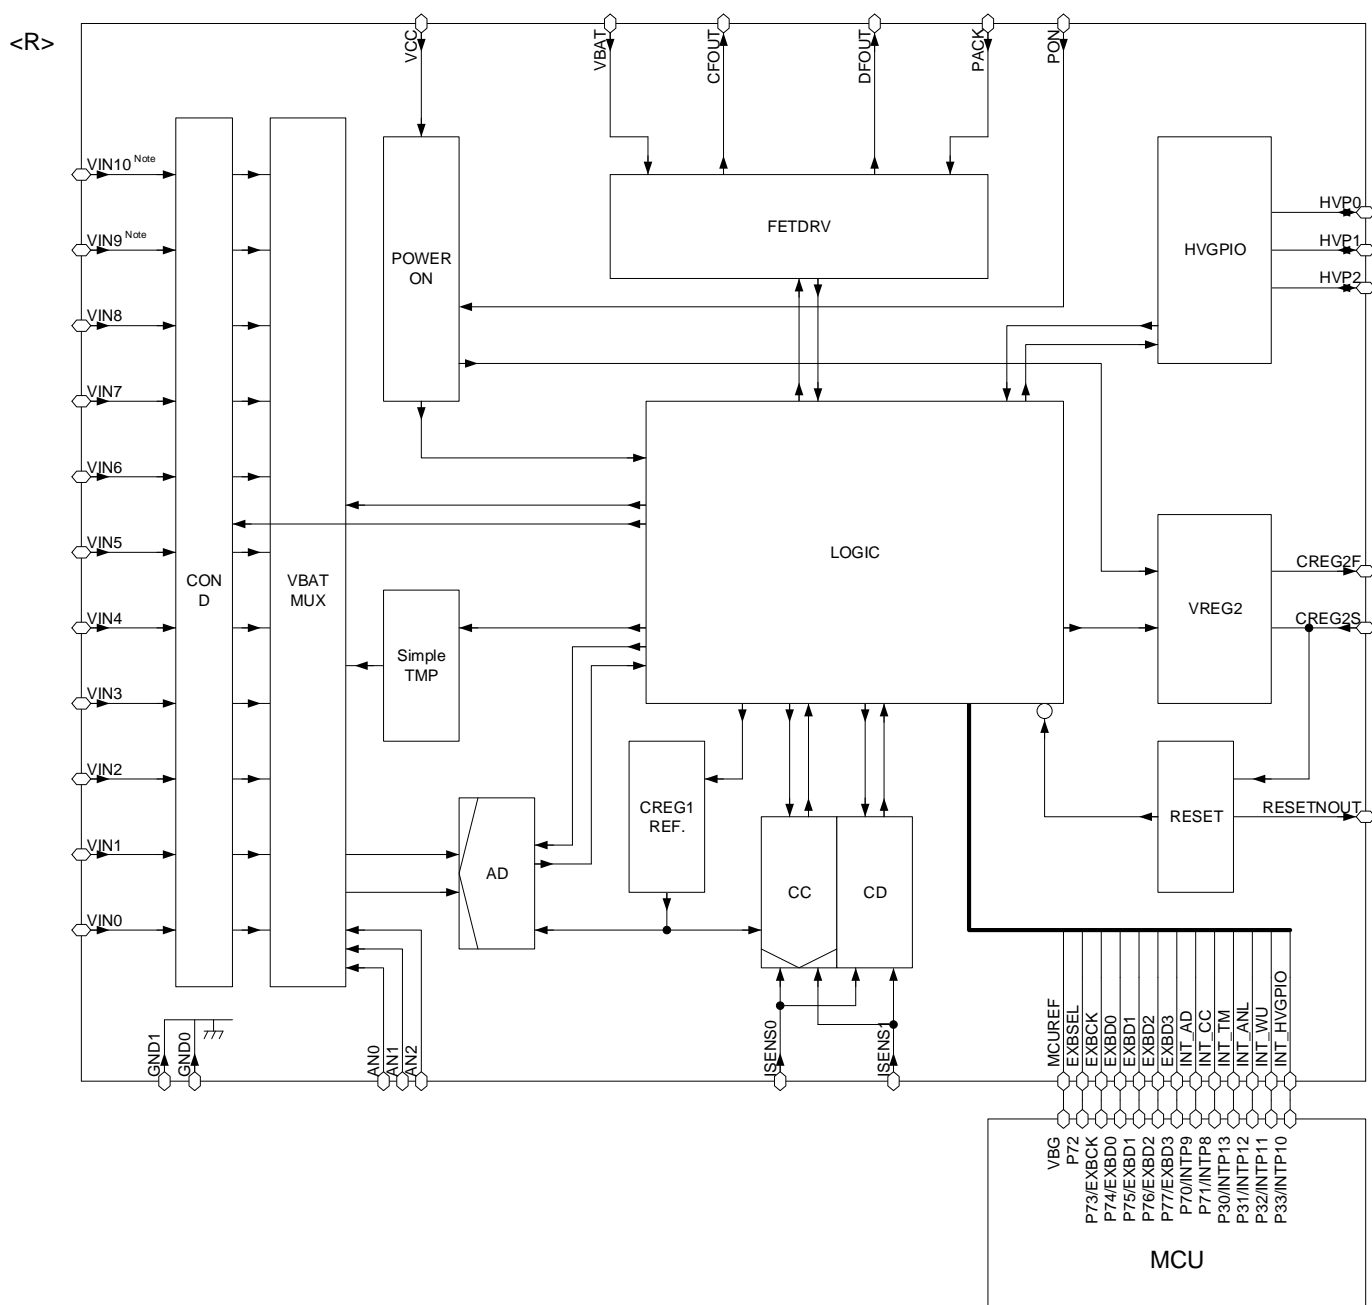 <R>
VCC
VBAT
CFOUT
DFOUT
PACK
PON
VIN10 Note
VIN9 Note
VIN8
VIN7
VIN6
VIN5
VIN4
VIN3
VIN2
VIN1
VIN0
CON
D
VBAT
MUX
POWER
ON
FETDRV
HVGPIO
HVP0
HVP1
HVP2
LOGIC
Simple
TMP
VREG2
CREG2F
CREG2S
CREG1
REF.
AD
CC
CD
RESET
RESETNOUT
GND1
GND0
AN0
AN1
AN2
ISENS0
ISENS1
MCUREF
EXBSEL
EXBCK
EXBD0
EXBD1
EXBD2
EXBD3
INT_AD
INT_CC
INT_TM
INT_ANL
INT_WU
INT_HVGPIO
VBG
P72
P73/EXBCK
P74/EXBD0
P75/EXBD1
P76/EXBD2
P77/EXBD3
P70/INTP9
P71/INTP8
P30/INTP13
P31/INTP12
P32/INTP11
P33/INTP10
MCU